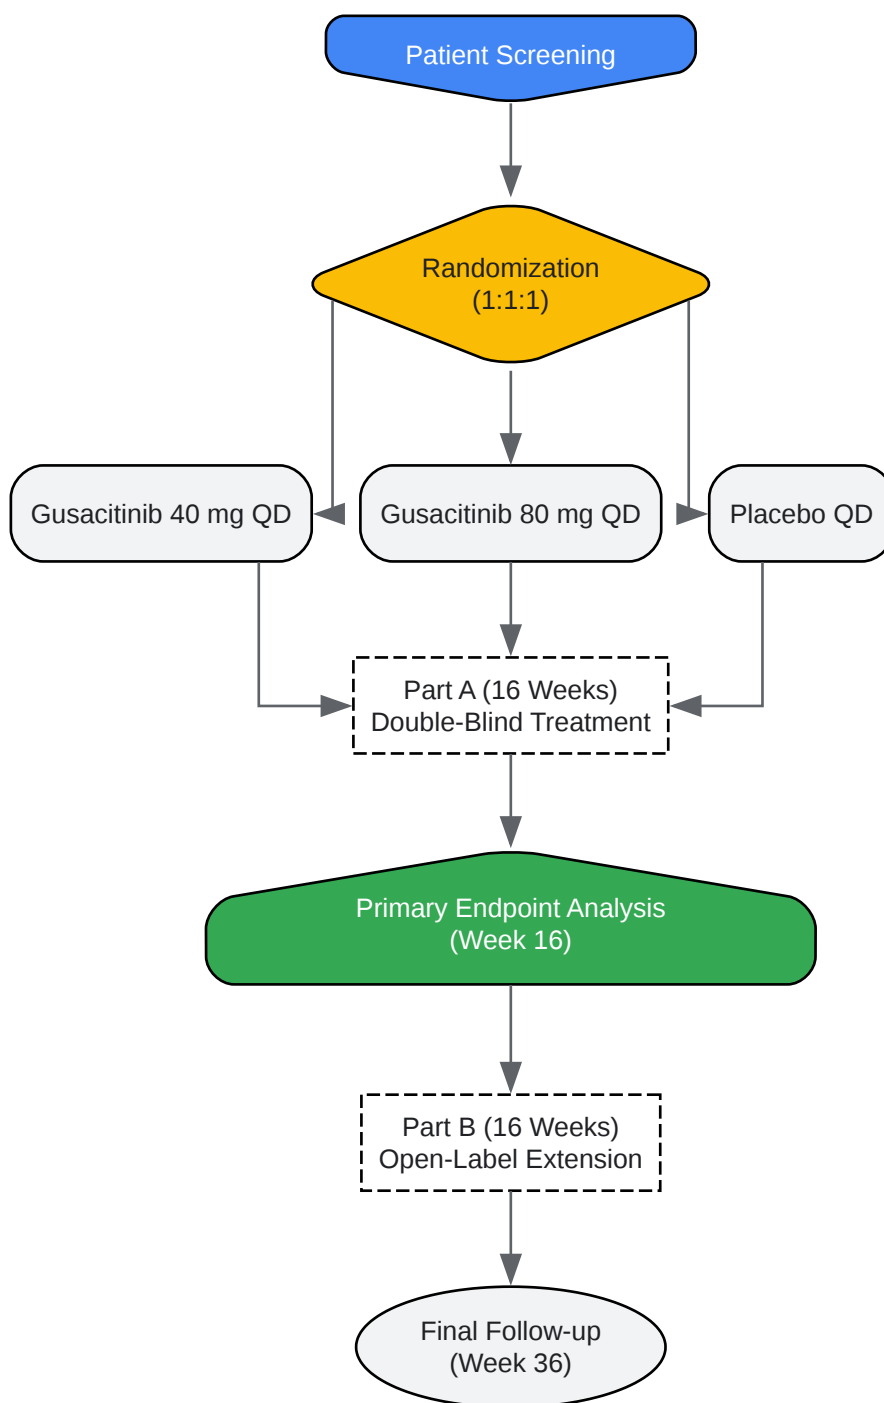 Patient Screening
Randomization
(1:1:1)
Gusacitinib 40 mg QD
Gusacitinib 80 mg QD
Placebo QD
Part A (16 Weeks)
Double-Blind Treatment
Primary Endpoint Analysis
(Week 16)
Part B (16 Weeks)
Open-Label Extension
Final Follow-up
(Week 36)